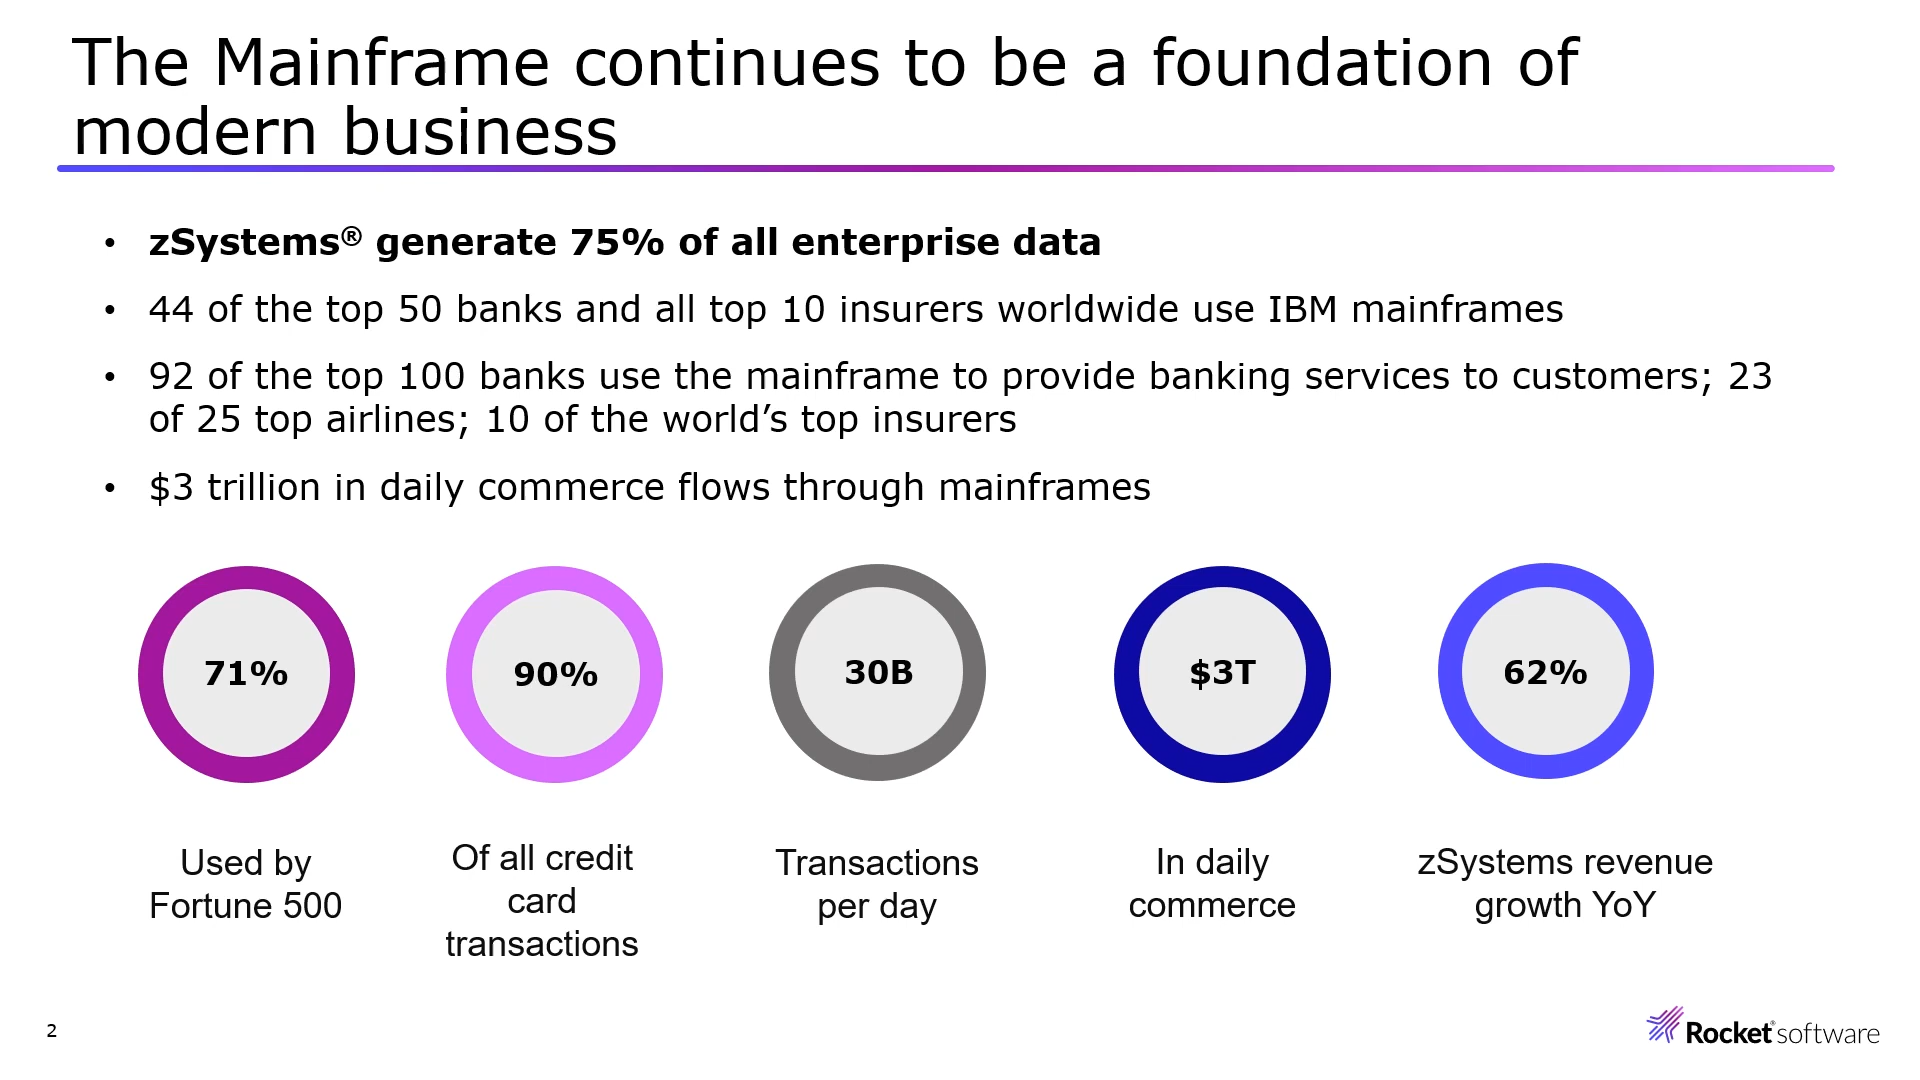 The Mainframe continues to be a foundation of
modern business
• zSystems® generate 75% of all enterprise data
• 44 of the top 50 banks and all top 10 insurers worldwide use IBM mainframes
• 92 of the top 100 banks use the mainframe to provide banking services to customers; 23
of 25 top airlines; 10 of the world’s top insurers
• $3 trillion in daily commerce flows through mainframes
71%
Used by
Fortune 500
90%
Of all credit
card
transactions
30B
Transactions
per day
$3T
In daily
commerce
62%
zSystems revenue
growth YoY
2
Rocket® software